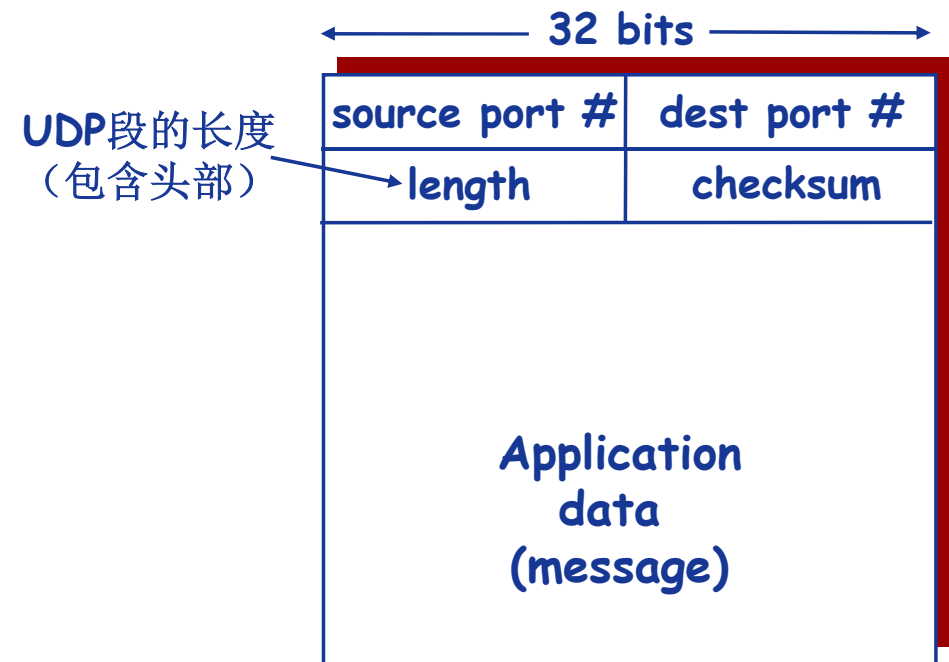 32 bits
source port #
dest port #
UDP段的长度
（包含头部）
length
checksum
Application
data
(message)